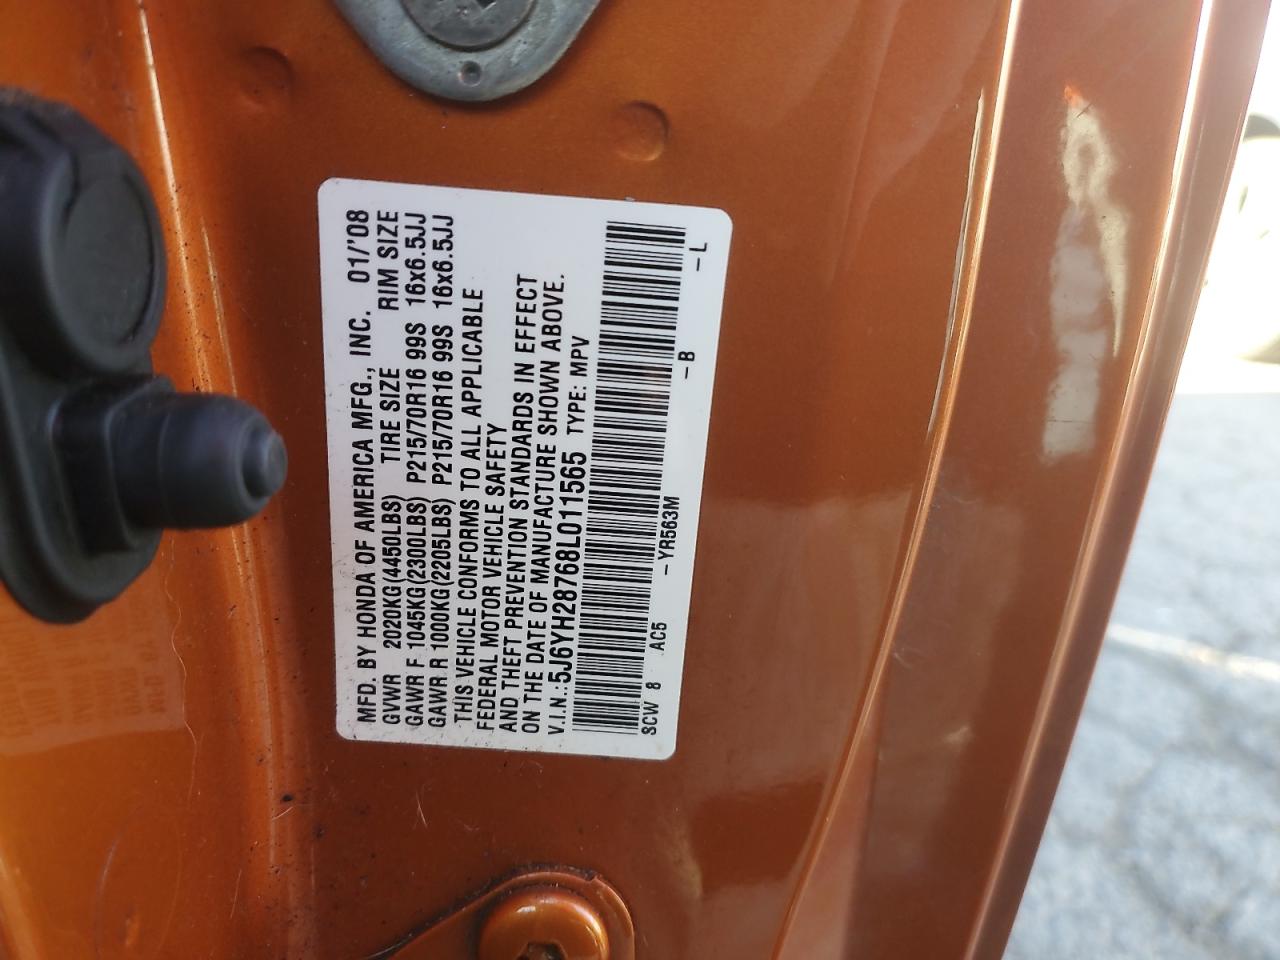 MFD. BY HONDA OF AMERICA MFG., INC. 01/'08
GVWR 2020KG(4450LBS) TIRE SIZE RIM SIZE
GAWR F 1045KG(2300LBS) P215/70R16 99S 16x6.5JJ
GAWR R 1000KG(2205LBS) P215/70R16 99S 16x6.5JJ
THIS VEHICLE CONFORMS TO ALL APPLICABLE
FEDERAL MOTOR VEHICLE SAFETY
AND THEFT PREVENTION STANDARDS IN EFFECT
ON THE DATE OF MANUFACTURE SHOWN ABOVE.
V.I.N.:5J6YH28768L011565 TYPE: MPV
SCW 8 AC5 -YR563M -B -L